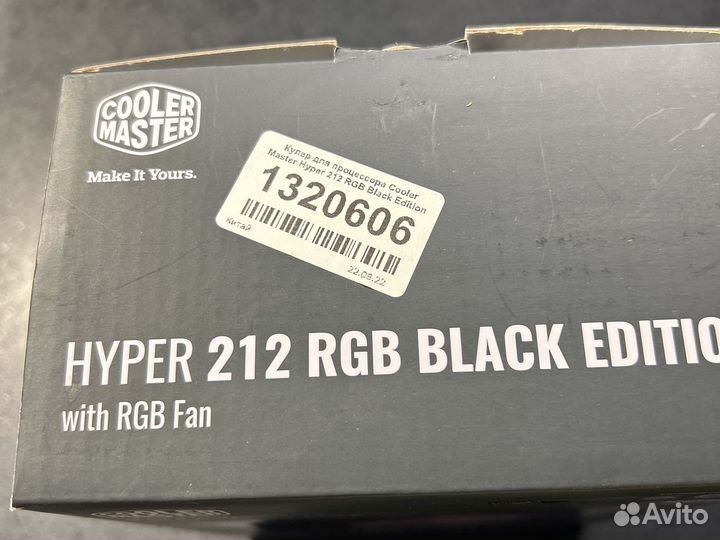 COOLER
MASTER
Make It Yours.
Кулер для процессора Cooler
Master Hyper 212 RGB Black Edition
1320606
Китай
22.08.22
HYPER 212 RGB BLACK EDITIO
with RGB Fan
COOLER
Avito